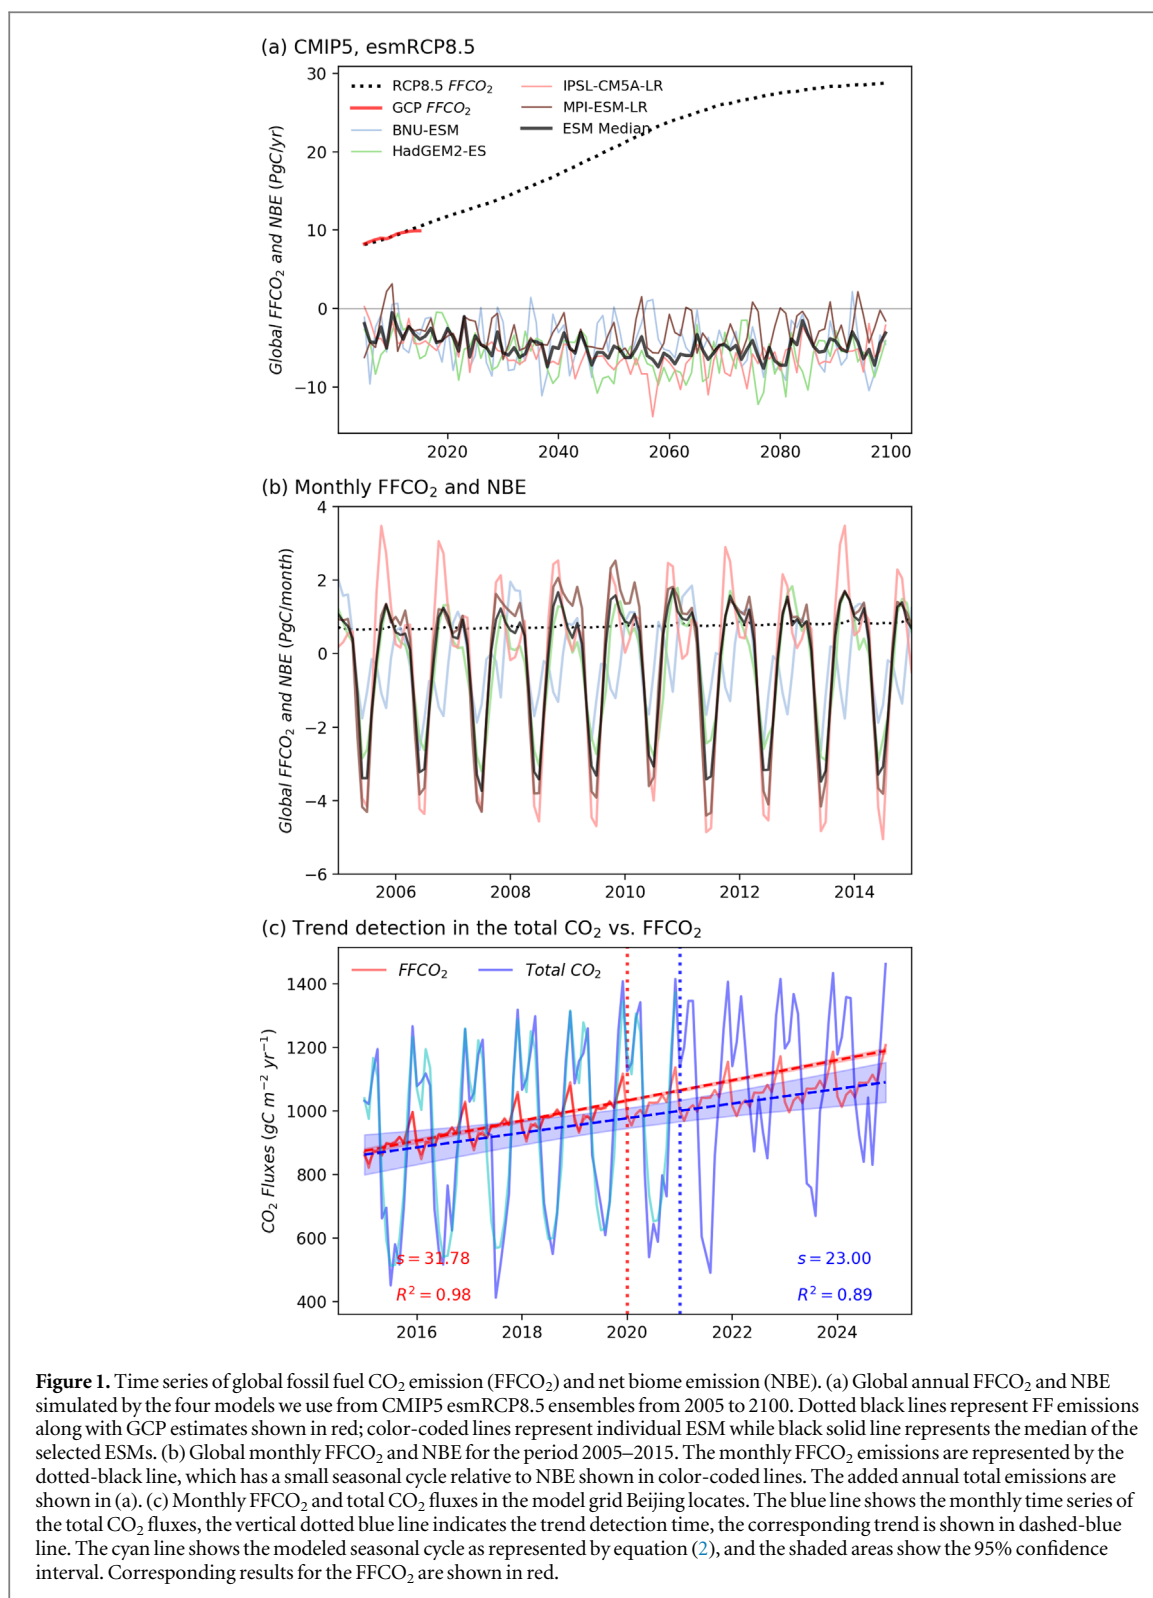 (a) CMIP5, esmRCP8.5
30
20
10
0
−10
Global FFCO₂ and NBE (PgC/yr)
RCP8.5 FFCO₂
GCP FFCO₂
BNU-ESM
HadGEM2-ES
IPSL-CM5A-LR
MPI-ESM-LR
ESM Median
2020 2040 2060 2080 2100
(b) Monthly FFCO₂ and NBE
4
2
0
−2
−4
−6
Global FFCO₂ and NBE (PgC/month)
2006 2008 2010 2012 2014
(c) Trend detection in the total CO₂ vs. FFCO₂
FFCO₂ Total CO₂
1400
1200
1000
800
600
400
CO₂ Fluxes (gC m⁻² yr⁻¹)
s = 31.78
R² = 0.98
s = 23.00
R² = 0.89
2016 2018 2020 2022 2024
Figure 1. Time series of global fossil fuel CO₂ emission (FFCO₂) and net biome emission (NBE). (a) Global annual FFCO₂ and NBE
simulated by the four models we use from CMIP5 esmRCP8.5 ensembles from 2005 to 2100. Dotted black lines represent FF emissions
along with GCP estimates shown in red; color-coded lines represent individual ESM while black solid line represents the median of the
selected ESMs. (b) Global monthly FFCO₂ and NBE for the period 2005–2015. The monthly FFCO₂ emissions are represented by the
dotted-black line, which has a small seasonal cycle relative to NBE shown in color-coded lines. The added annual total emissions are
shown in (a). (c) Monthly FFCO₂ and total CO₂ fluxes in the model grid Beijing locates. The blue line shows the monthly time series of
the total CO₂ fluxes, the vertical dotted blue line indicates the trend detection time, the corresponding trend is shown in dashed-blue
line. The cyan line shows the modeled seasonal cycle as represented by equation (2), and the shaded areas show the 95% confidence
interval. Corresponding results for the FFCO₂ are shown in red.